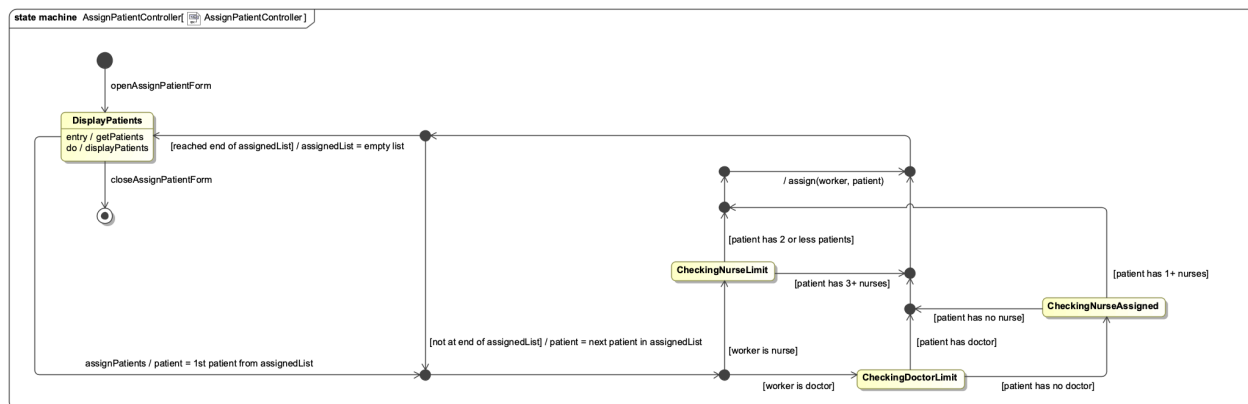 state machine AssignPatientController[ AssignPatientController ]
openAssignPatientForm
DisplayPatients
entry / getPatients
do / displayPatients
[reached end of assignedList] / assignedList = empty list
closeAssignPatientForm
/ assign(worker, patient)
[patient has 2 or less patients]
CheckingNurseLimit
[patient has 3+ nurses]
[patient has 1+ nurses]
CheckingNurseAssigned
[patient has no nurse]
[not at end of assignedList] / patient = next patient in assignedList
[worker is nurse]
[patient has doctor]
assignPatients / patient = 1st patient from assignedList
[worker is doctor]
CheckingDoctorLimit
[patient has no doctor]